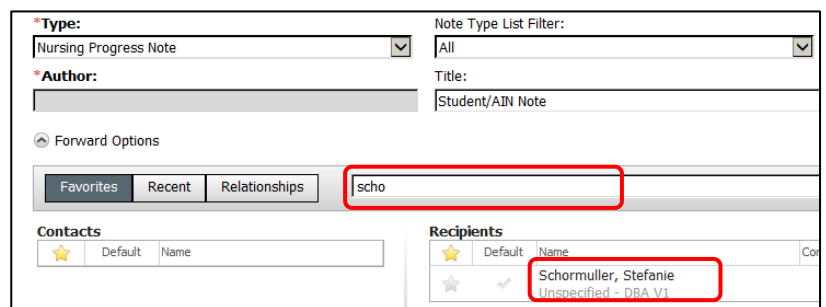 *Type:
Note Type List Filter:
Nursing Progress Note
All
*Author:
Title:
Student/AIN Note
Forward Options
Favorites Recent Relationships scho
Contacts
Recipients
Default Name
Default Name
Schormuller, Stefanie
Unspecified - DBA V1